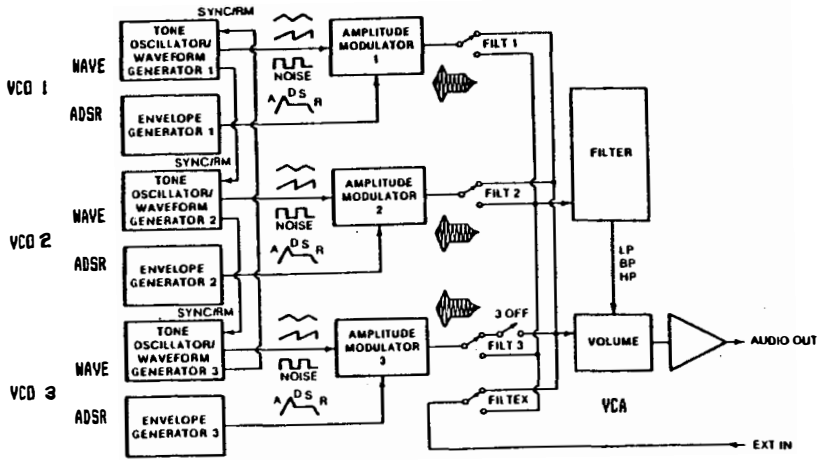 SYNC/RM
VCO 1
WAVE
TONE
OSCILLATOR/
WAVEFORM
GENERATOR 1
NOISE
AMPLITUDE
MODULATOR
1
FILT 1
ADSR
ENVELOPE
GENERATOR 1
A D S R
FILTER
SYNC/RM
VCO 2
WAVE
TONE
OSCILLATOR/
WAVEFORM
GENERATOR 2
NOISE
AMPLITUDE
MODULATOR
2
FILT 2
ADSR
ENVELOPE
GENERATOR 2
A D S R
LP
BP
HP
SYNC/RM
VCO 3
WAVE
TONE
OSCILLATOR/
WAVEFORM
GENERATOR 3
NOISE
AMPLITUDE
MODULATOR
3
3 OFF
FILT 3
VOLUME
AUDIO OUT
ADSR
ENVELOPE
GENERATOR 3
A D S R
FILTEX
VCA
EXT IN